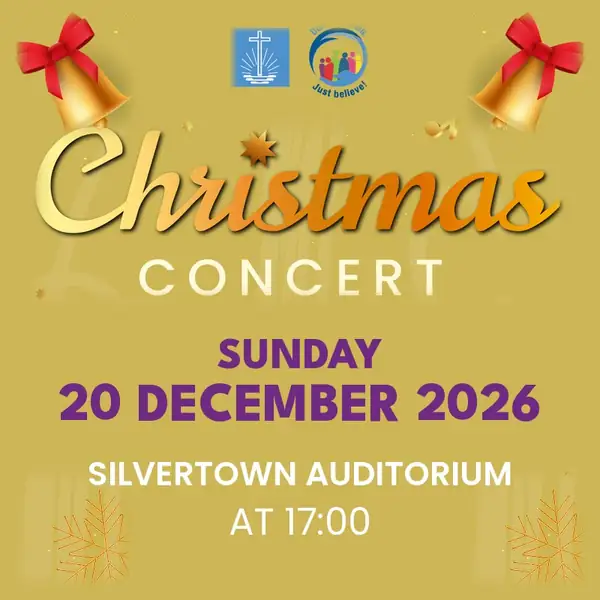 Just believe!
Christmas
CONCERT
SUNDAY
20 DECEMBER 2026
SILVERTOWN AUDITORIUM
AT 17:00